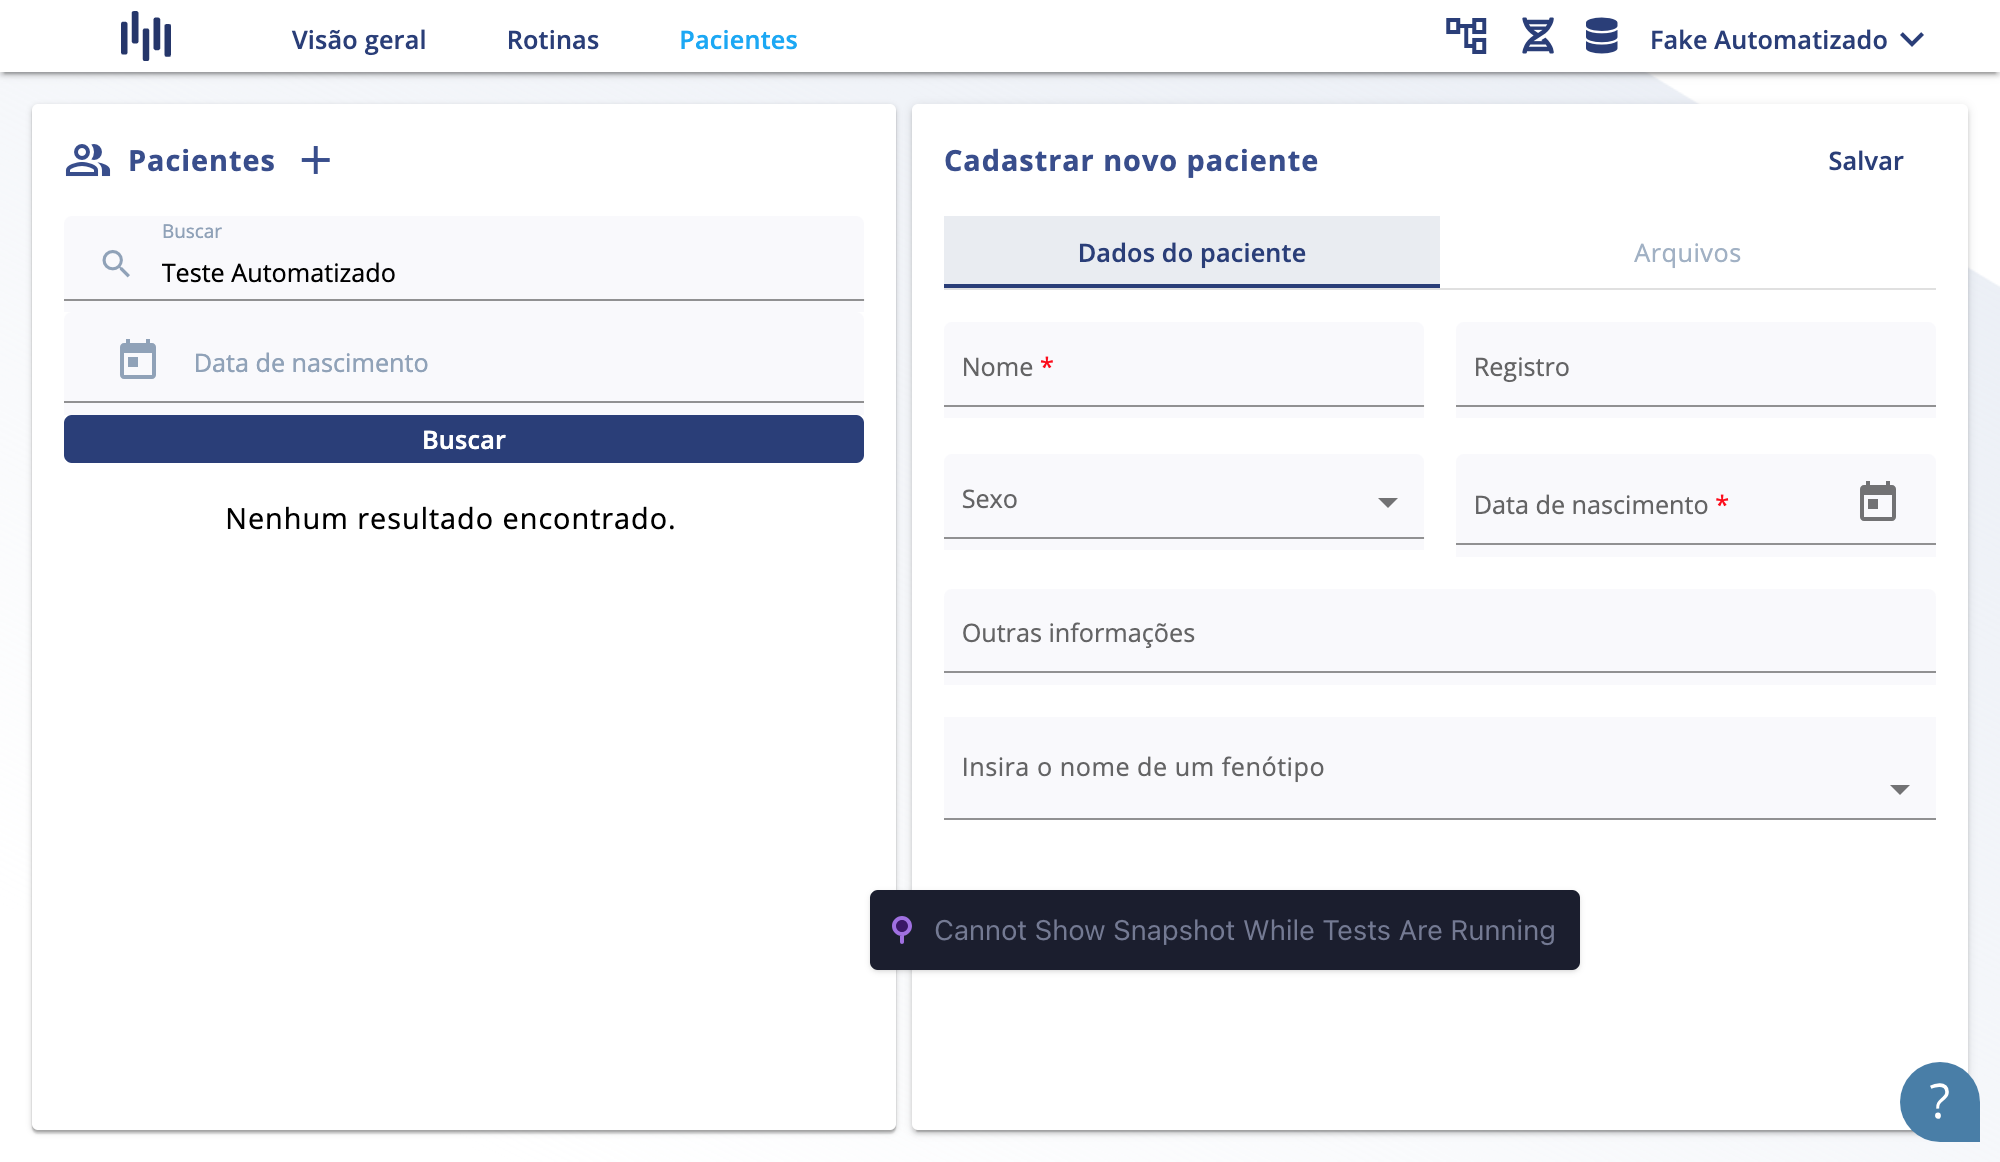 Visão geral
Rotinas
Pacientes
Fake Automatizado
Pacientes
Buscar
Teste Automatizado
Data de nascimento
Buscar
Nenhum resultado encontrado.
Cadastrar novo paciente
Salvar
Dados do paciente
Arquivos
Nome *
Registro
Sexo
Data de nascimento *
Outras informações
Insira o nome de um fenótipo
Cannot Show Snapshot While Tests Are Running
?